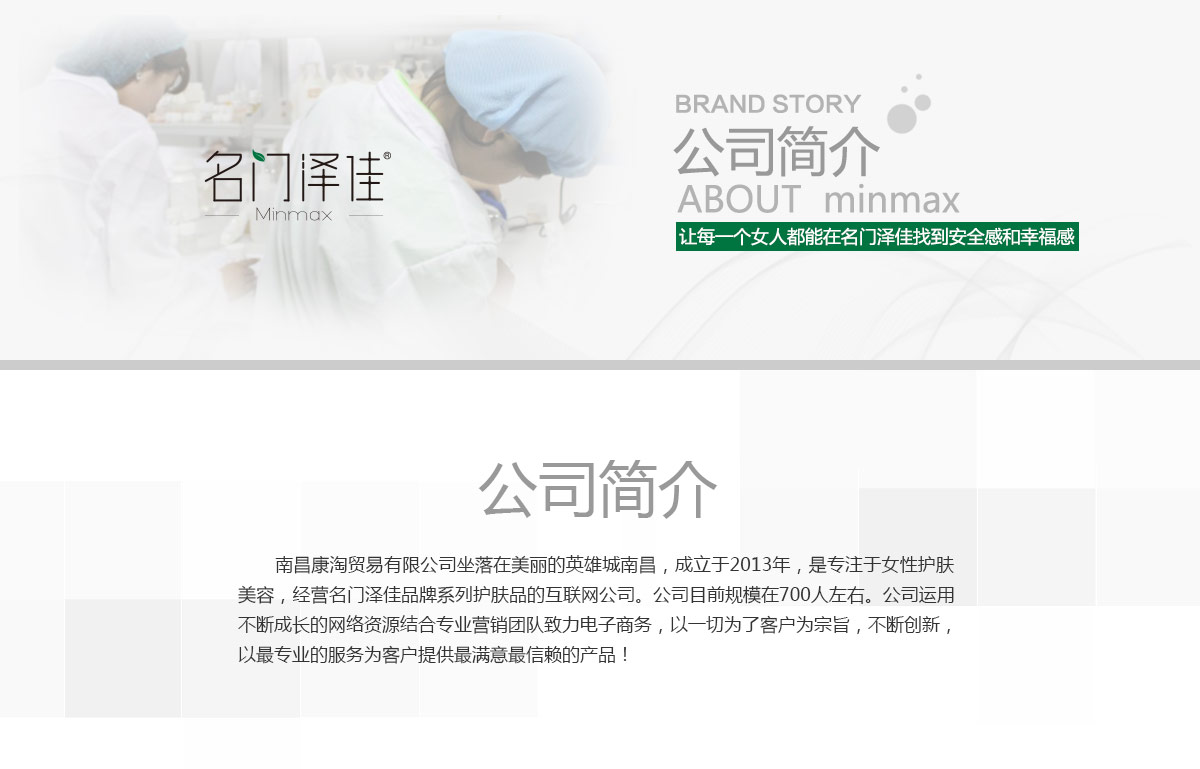 名门泽佳®
Minmax
BRAND STORY
公司简介
ABOUT minmax
让每一个女人都能在名门泽佳找到安全感和幸福感
公司简介
南昌康淘贸易有限公司坐落在美丽的英雄城南昌，成立于2013年，是专注于女性护肤
美容，经营名门泽佳品牌系列护肤品的互联网公司。公司目前规模在700人左右。公司运用
不断成长的网络资源结合专业营销团队致力电子商务，以一切为了客户为宗旨，不断创新，
以最专业的服务为客户提供最满意最信赖的产品！